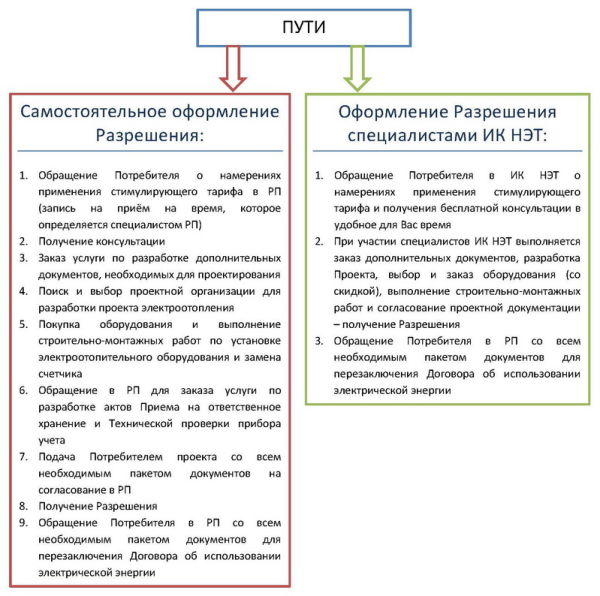 ПУТИ
Самостоятельное оформление
Разрешения:
1. Обращение Потребителя о намерениях
применения стимулирующего тарифа в РП
(запись на приём на время, которое
определяется специалистом РП)
2. Получение консультации
3. Заказ услуги по разработке дополнительных
документов, необходимых для проектирования
4. Поиск и выбор проектной организации для
разработки проекта электроотопления
5. Покупка оборудования и выполнение
строительно-монтажных работ по установке
электроотопительного оборудования и замена
счетчика
6. Обращение в РП для заказа услуги по
разработке актов Приема на ответственное
хранение и Технической проверки прибора
учета
7. Подача Потребителем проекта со всем
необходимым пакетом документов на
согласование в РП
8. Получение Разрешения
9. Обращение Потребителя в РП со всем
необходимым пакетом документов для
перезаключения Договора об использовании
электрической энергии
Оформление Разрешения
специалистами ИК НЭТ:
1. Обращение Потребителя в ИК НЭТ о
намерениях применения стимулирующего
тарифа и получения бесплатной консультации в
удобное для Вас время
2. При участии специалистов ИК НЭТ выполняется
заказ дополнительных документов, разработка
Проекта, выбор и заказ оборудования (со
скидкой), выполнение строительно-монтажных
работ и согласование проектной документации
– получение Разрешения
3. Обращение Потребителя в РП со всем
необходимым пакетом документов для
перезаключения Договора об использовании
электрической энергии